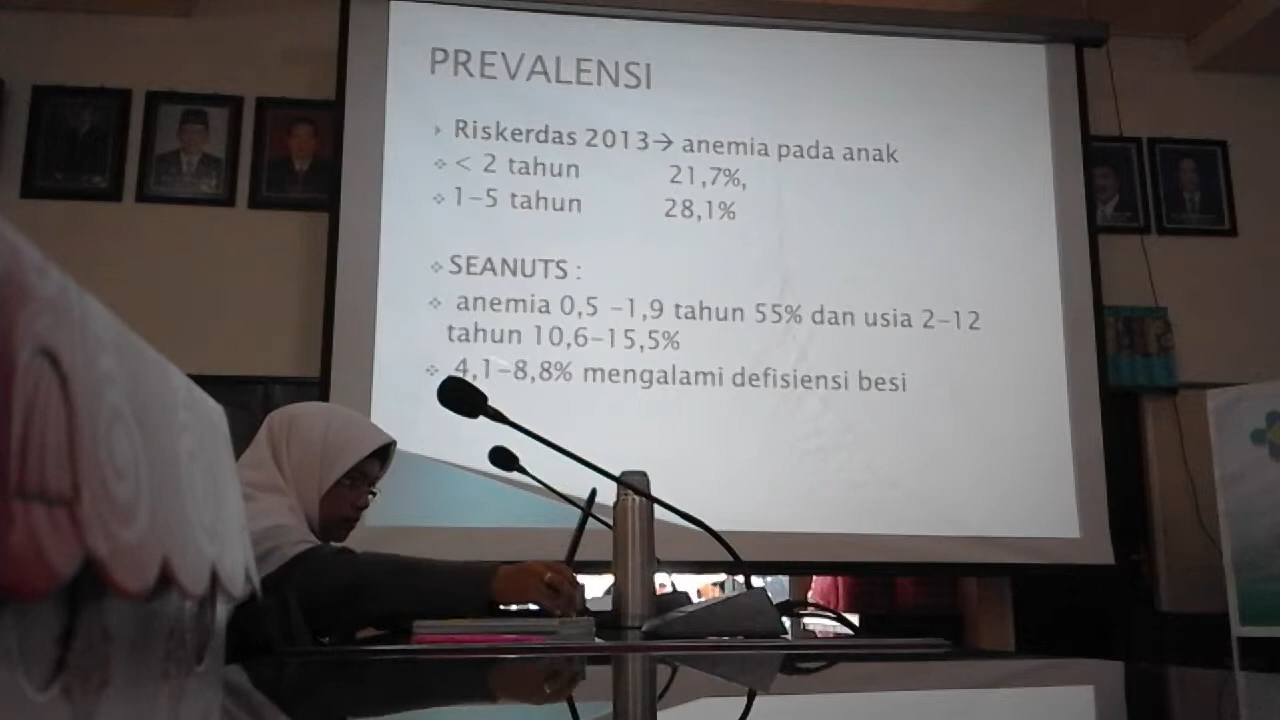 PREVALENSI
Riskerdas 2013→ anemia pada anak
< 2 tahun 21,7%,
1-5 tahun 28,1%
SEANUTS :
anemia 0,5 -1,9 tahun 55% dan usia 2-12
tahun 10,6-15,5%
4,1-8,8% mengalami defisiensi besi